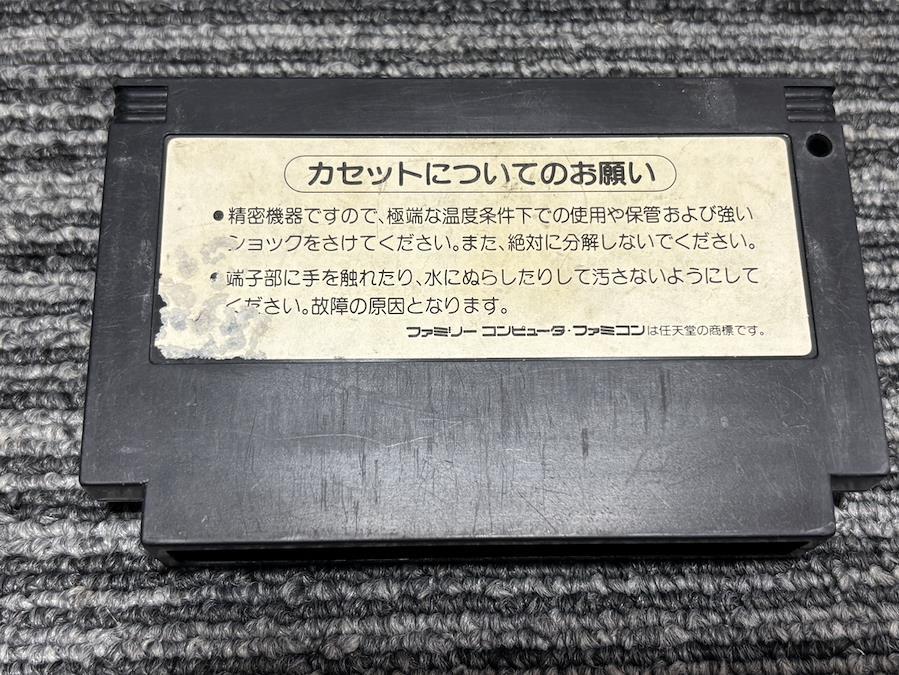 カセットについてのお願い
●精密機器ですので、極端な温度条件下での使用や保管および強い
ショックをさけてください。また、絶対に分解しないでください。
●端子部に手を触れたり、水にぬらしたりして汚さないようにして
ください。故障の原因となります。
ファミリー コンピュータ・ファミコンは任天堂の商標です。